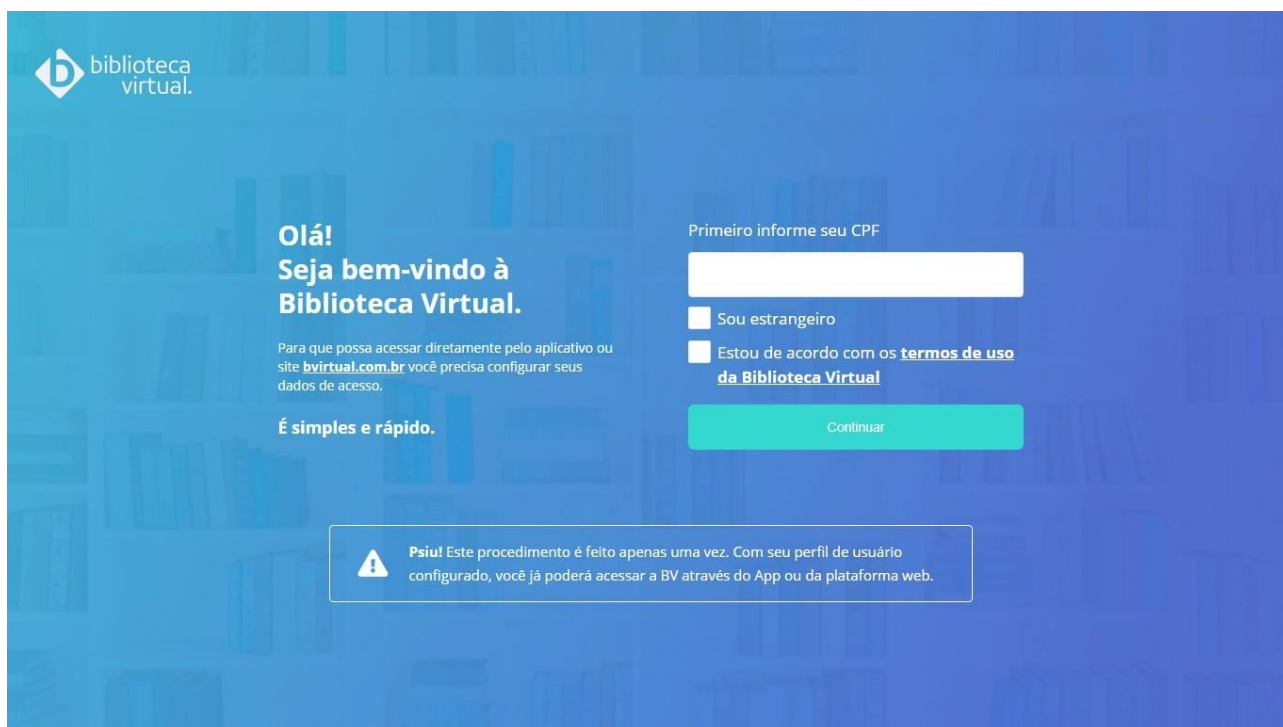 biblioteca
virtual.
Olá!
Seja bem-vindo à
Biblioteca Virtual.
Para que possa acessar diretamente pelo aplicativo ou
site bvirtual.com.br você precisa configurar seus
dados de acesso.
É simples e rápido.
Primeiro informe seu CPF
Sou estrangeiro
Estou de acordo com os termos de uso
da Biblioteca Virtual
Continuar
Psiu! Este procedimento é feito apenas uma vez. Com seu perfil de usuário
configurado, você já poderá acessar a BV através do App ou da plataforma web.